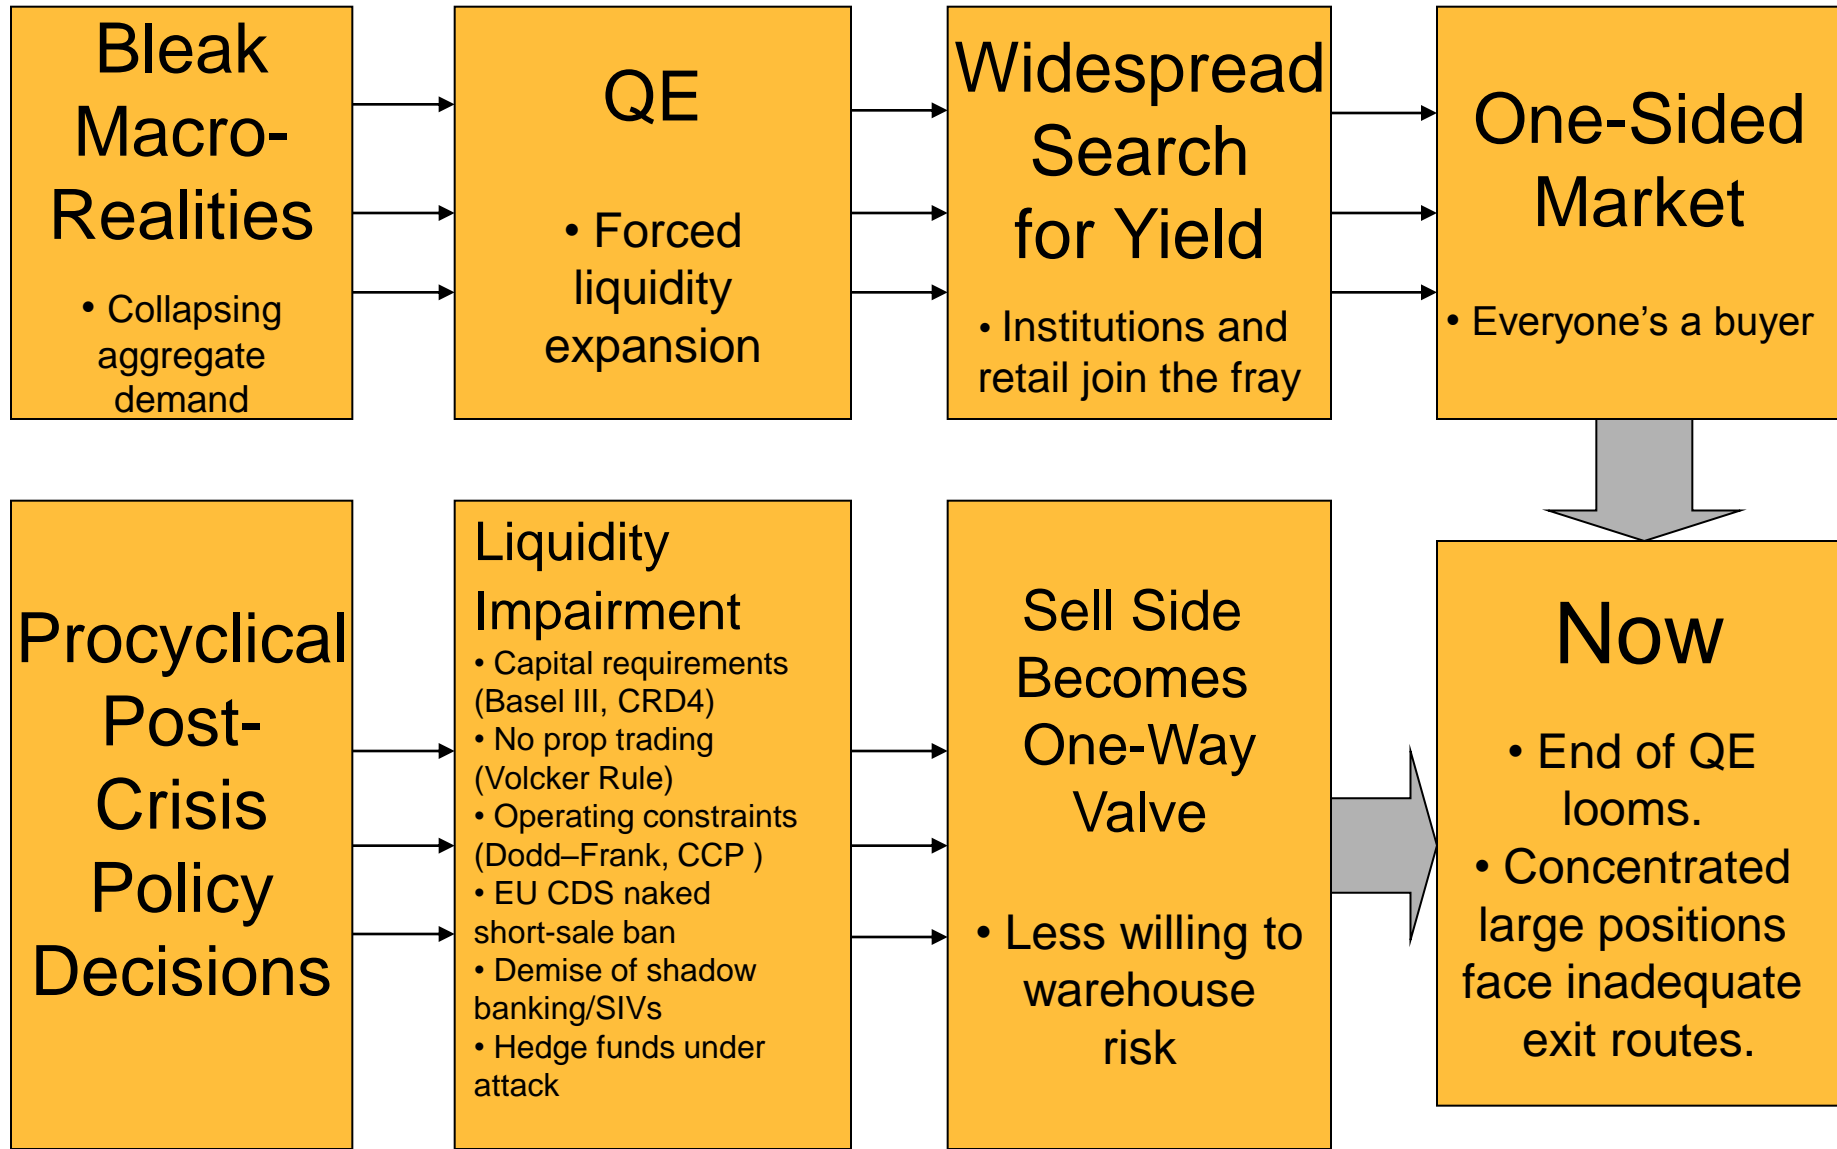 Bleak
Macro-
Realities
• Collapsing
aggregate
demand
QE
• Forced
liquidity
expansion
Widespread
Search
for Yield
• Institutions and
retail join the fray
One-Sided
Market
• Everyone’s a buyer
Procyclical
Post-
Crisis
Policy
Decisions
Liquidity
Impairment
• Capital requirements
(Basel III, CRD4)
• No prop trading
(Volcker Rule)
• Operating constraints
(Dodd–Frank, CCP )
• EU CDS naked
short-sale ban
• Demise of shadow
banking/SIVs
• Hedge funds under
attack
Sell Side
Becomes
One-Way
Valve
• Less willing to
warehouse
risk
Now
• End of QE
looms.
• Concentrated
large positions
face inadequate
exit routes.